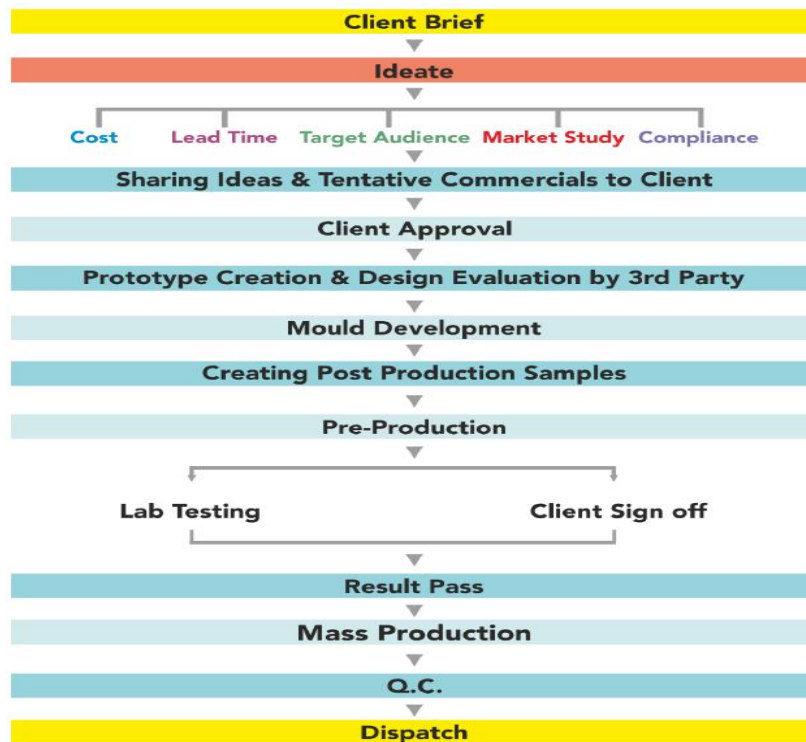 Client Brief
Ideate
Cost Lead Time Target Audience Market Study Compliance
Sharing Ideas & Tentative Commercials to Client
Client Approval
Prototype Creation & Design Evaluation by 3rd Party
Mould Development
Creating Post Production Samples
Pre-Production
Lab Testing Client Sign off
Result Pass
Mass Production
Q.C.
Dispatch